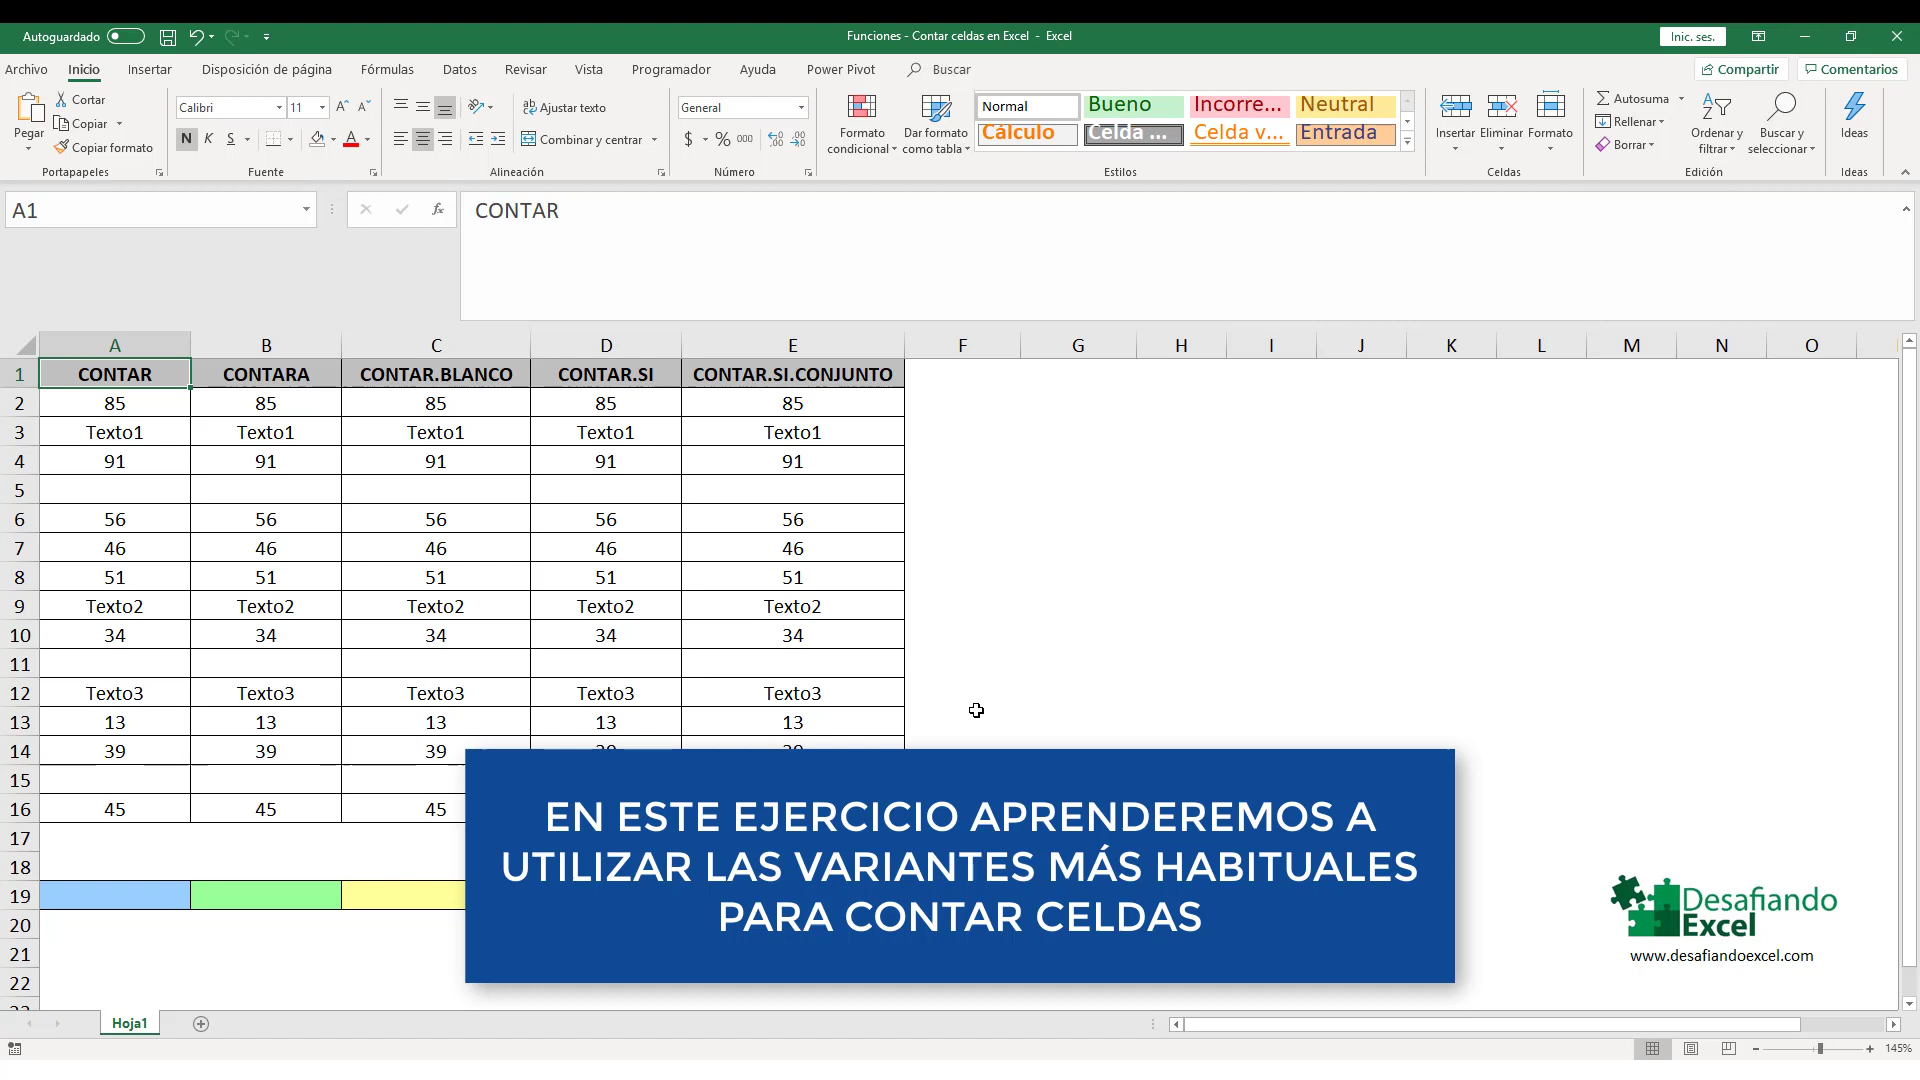 Autoguardado
Funciones - Contar celdas en Excel - Excel
Inic. ses.
Archivo Inicio Insertar Disposición de página Fórmulas Datos Revisar Vista Programador Ayuda Power Pivot Buscar Compartir Comentarios
Pegar
Cortar
Copiar
Copiar formato
Portapapeles
Calibri 11
N K S
Fuente
Ajustar texto
Combinar y centrar
Alineación
General
$ % 000
Número
Formato condicional
Dar formato como tabla
Normal Bueno Incorre... Neutral
Cálculo Celda ... Celda v... Entrada
Estilos
Insertar Eliminar Formato
Celdas
Autosuma
Rellenar
Borrar
Ordenar y filtrar
Buscar y seleccionar
Edición
Ideas
Ideas
A1 fx CONTAR
A B C D E F G H I J K L M N O
1 CONTAR CONTARA CONTAR.BLANCO CONTAR.SI CONTAR.SI.CONJUNTO
2 85 85 85 85 85
3 Texto1 Texto1 Texto1 Texto1 Texto1
4 91 91 91 91 91
5
6 56 56 56 56 56
7 46 46 46 46 46
8 51 51 51 51 51
9 Texto2 Texto2 Texto2 Texto2 Texto2
10 34 34 34 34 34
11
12 Texto3 Texto3 Texto3 Texto3 Texto3
13 13 13 13 13 13
14 39 39 39
15
16 45 45 45
17
18
19
20
21
22
EN ESTE EJERCICIO APRENDEREMOS A
UTILIZAR LAS VARIANTES MÁS HABITUALES
PARA CONTAR CELDAS
Desafiando
Excel
www.desafiandoexcel.com
Hoja1
145%